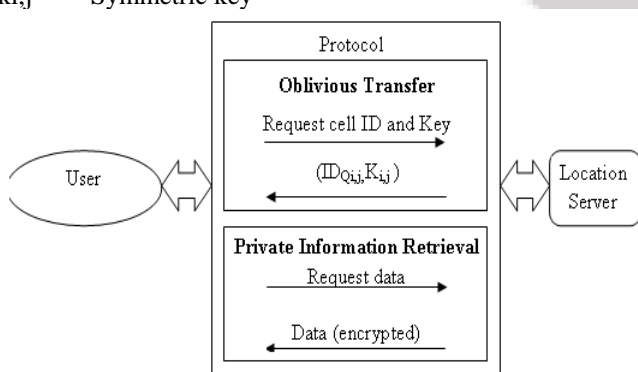 ki,j Symmetric key
Protocol
Oblivious Transfer
Request cell ID and Key
(ID_Qi,j, K_i,j)
User
Location
Server
Private Information Retrieval
Request data
Data (encrypted)